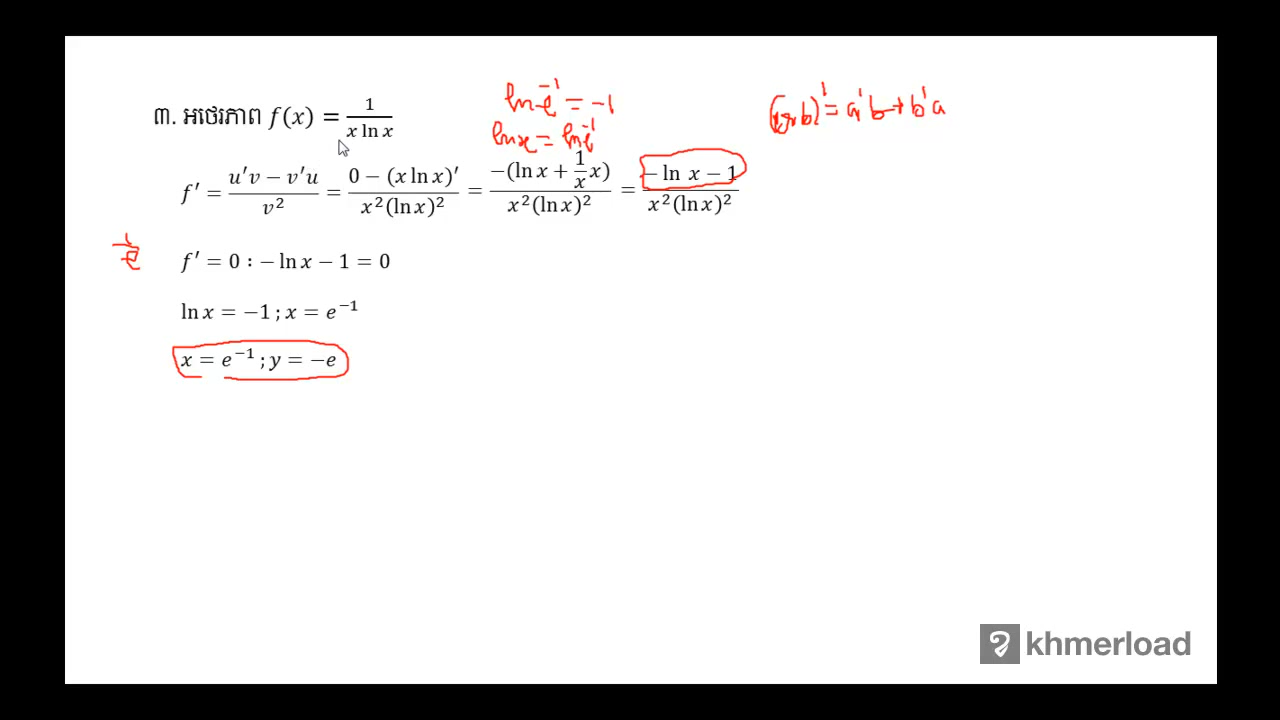 ៣. អថេរភាព f(x) = 1/(x ln x)
ln e⁻¹ = -1
(a×b)' = a'b + b'a
ln x = ln e⁻¹
f' = (u'v − v'u)/v² = (0 − (x ln x)')/(x²(ln x)²) = (−(ln x + (1/x)x))/(x²(ln x)²) = (− ln x − 1)/(x²(ln x)²)
1/e
f' = 0 : − ln x − 1 = 0
ln x = −1 ; x = e⁻¹
x = e⁻¹ ; y = −e
khmerload